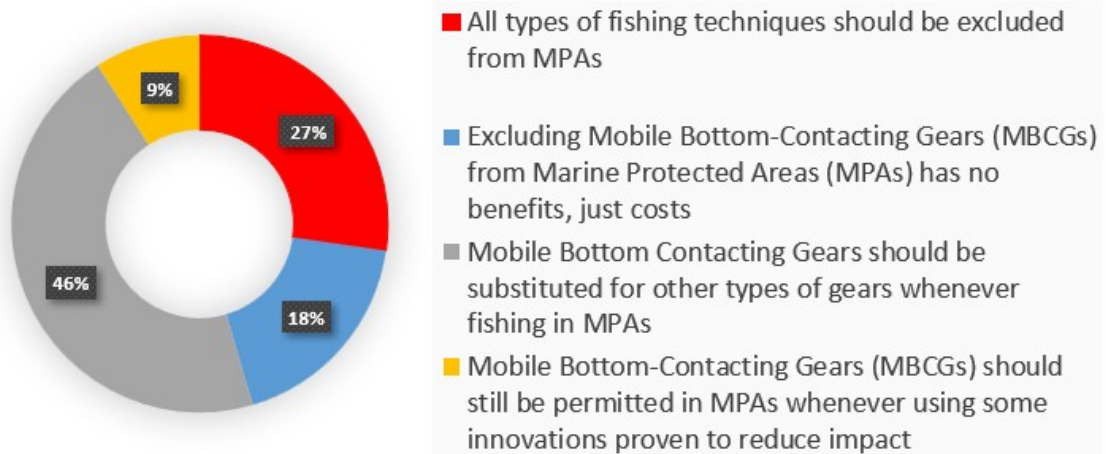 9%
27%
46%
18%
All types of fishing techniques should be excluded
from MPAs
Excluding Mobile Bottom-Contacting Gears (MBCGs)
from Marine Protected Areas (MPAs) has no
benefits, just costs
Mobile Bottom Contacting Gears should be
substituted for other types of gears whenever
fishing in MPAs
Mobile Bottom-Contacting Gears (MBCGs) should
still be permitted in MPAs whenever using some
innovations proven to reduce impact